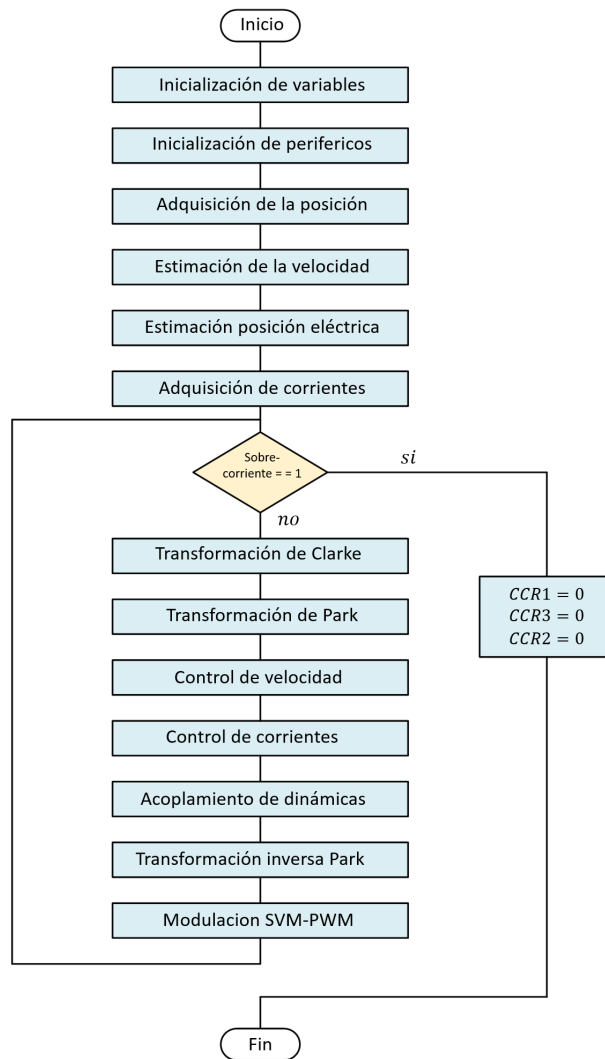 Inicio
Inicialización de variables
Inicialización de perifericos
Adquisición de la posición
Estimación de la velocidad
Estimación posición eléctrica
Adquisición de corrientes
Sobre-
corriente = = 1
si
no
Transformación de Clarke
Transformación de Park
Control de velocidad
Control de corrientes
Acoplamiento de dinámicas
Transformación inversa Park
Modulacion SVM-PWM
CCR1 = 0
CCR3 = 0
CCR2 = 0
Fin